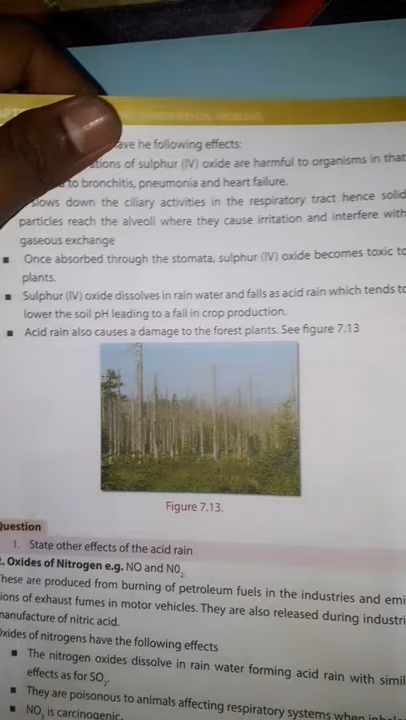 ave he following effects:
tions of sulphur (IV) oxide are harmful to organisms in that
to bronchitis, pneumonia and heart failure.
slows down the ciliary activities in the respiratory tract hence solid
particles reach the alveoli where they cause irritation and interfere with
gaseous exchange
■ Once absorbed through the stomata, sulphur (IV) oxide becomes toxic to
plants.
■ Sulphur (IV) oxide dissolves in rain water and falls as acid rain which tends to
lower the soil pH leading to a fall in crop production.
■ Acid rain also causes a damage to the forest plants. See figure 7.13
Figure 7.13.
Question
1. State other effects of the acid rain
2. Oxides of Nitrogen e.g. NO and N0₂
These are produced from burning of petroleum fuels in the industries and emi
ions of exhaust fumes in motor vehicles. They are also released during industri
manufacture of nitric acid.
Oxides of nitrogens have the following effects
■ The nitrogen oxides dissolve in rain water forming acid rain with simil
effects as for SO₂.
■ They are poisonous to animals affecting respiratory systems when inhal
■ NO₂ is carcinogenic.